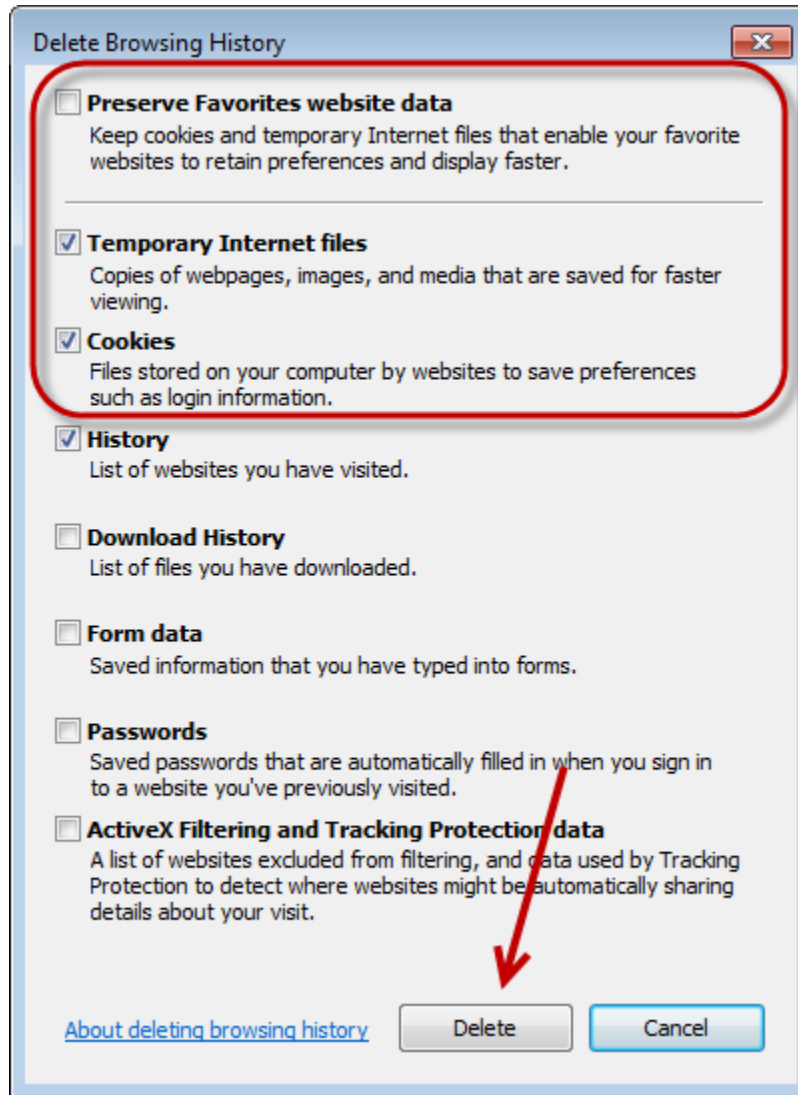 Delete Browsing History
Preserve Favorites website data
Keep cookies and temporary Internet files that enable your favorite
websites to retain preferences and display faster.
Temporary Internet files
Copies of webpages, images, and media that are saved for faster
viewing.
Cookies
Files stored on your computer by websites to save preferences
such as login information.
History
List of websites you have visited.
Download History
List of files you have downloaded.
Form data
Saved information that you have typed into forms.
Passwords
Saved passwords that are automatically filled in when you sign in
to a website you've previously visited.
ActiveX Filtering and Tracking Protection data
A list of websites excluded from filtering, and data used by Tracking
Protection to detect where websites might be automatically sharing
details about your visit.
About deleting browsing history
Delete
Cancel